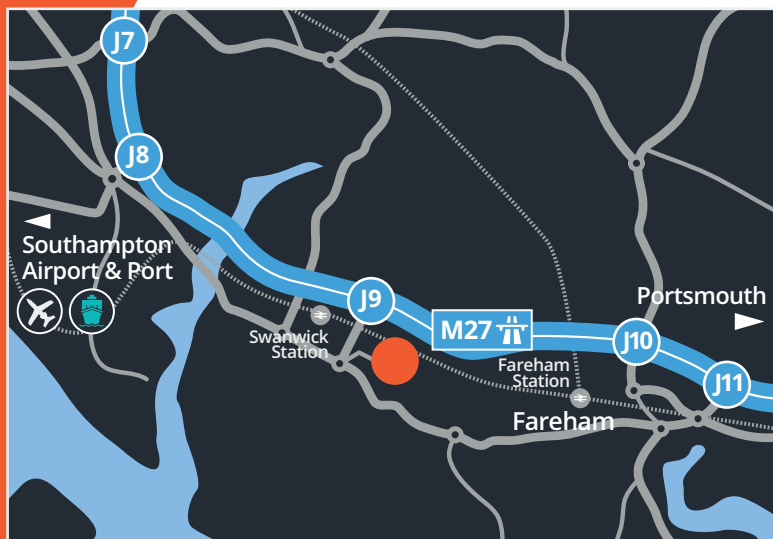 J7
J8
Southampton
Airport & Port
J9
Portsmouth
M27
Swanwick
Station
J10
Fareham
Station
J11
Fareham